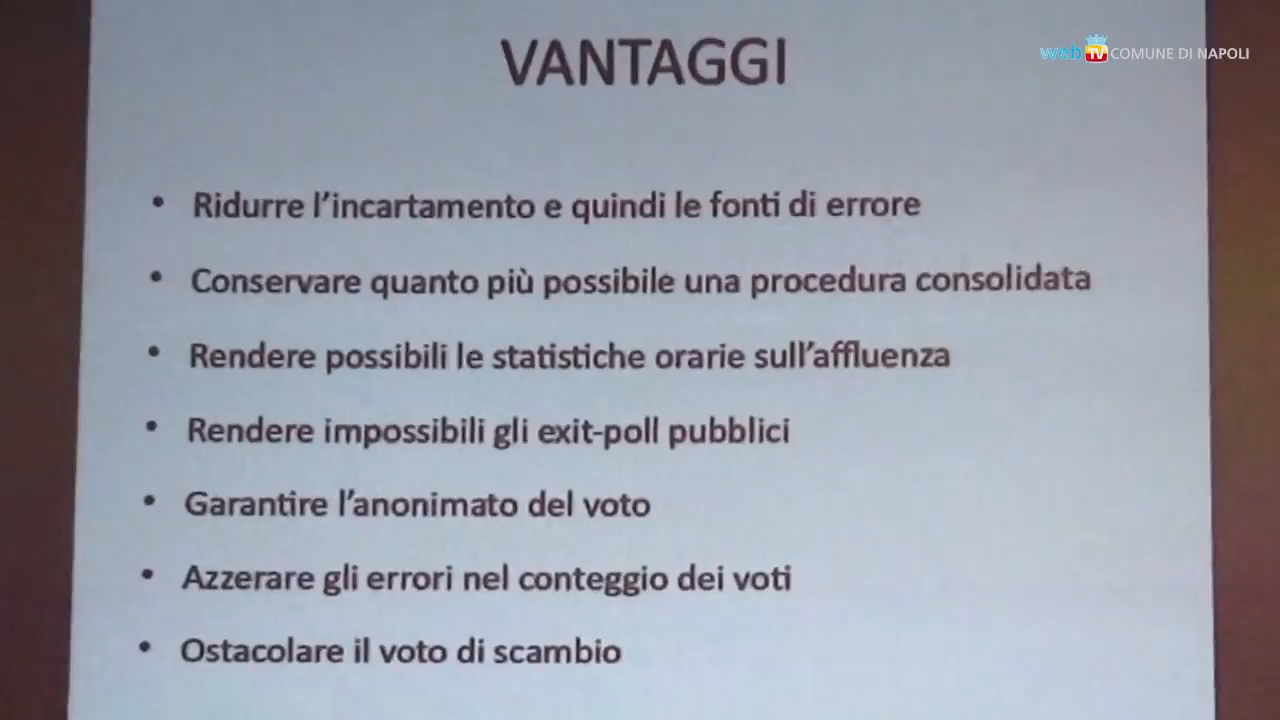 VANTAGGI
web TV COMUNE DI NAPOLI
• Ridurre l'incartamento e quindi le fonti di errore
• Conservare quanto più possibile una procedura consolidata
• Rendere possibili le statistiche orarie sull'affluenza
• Rendere impossibili gli exit-poll pubblici
• Garantire l'anonimato del voto
• Azzerare gli errori nel conteggio dei voti
• Ostacolare il voto di scambio